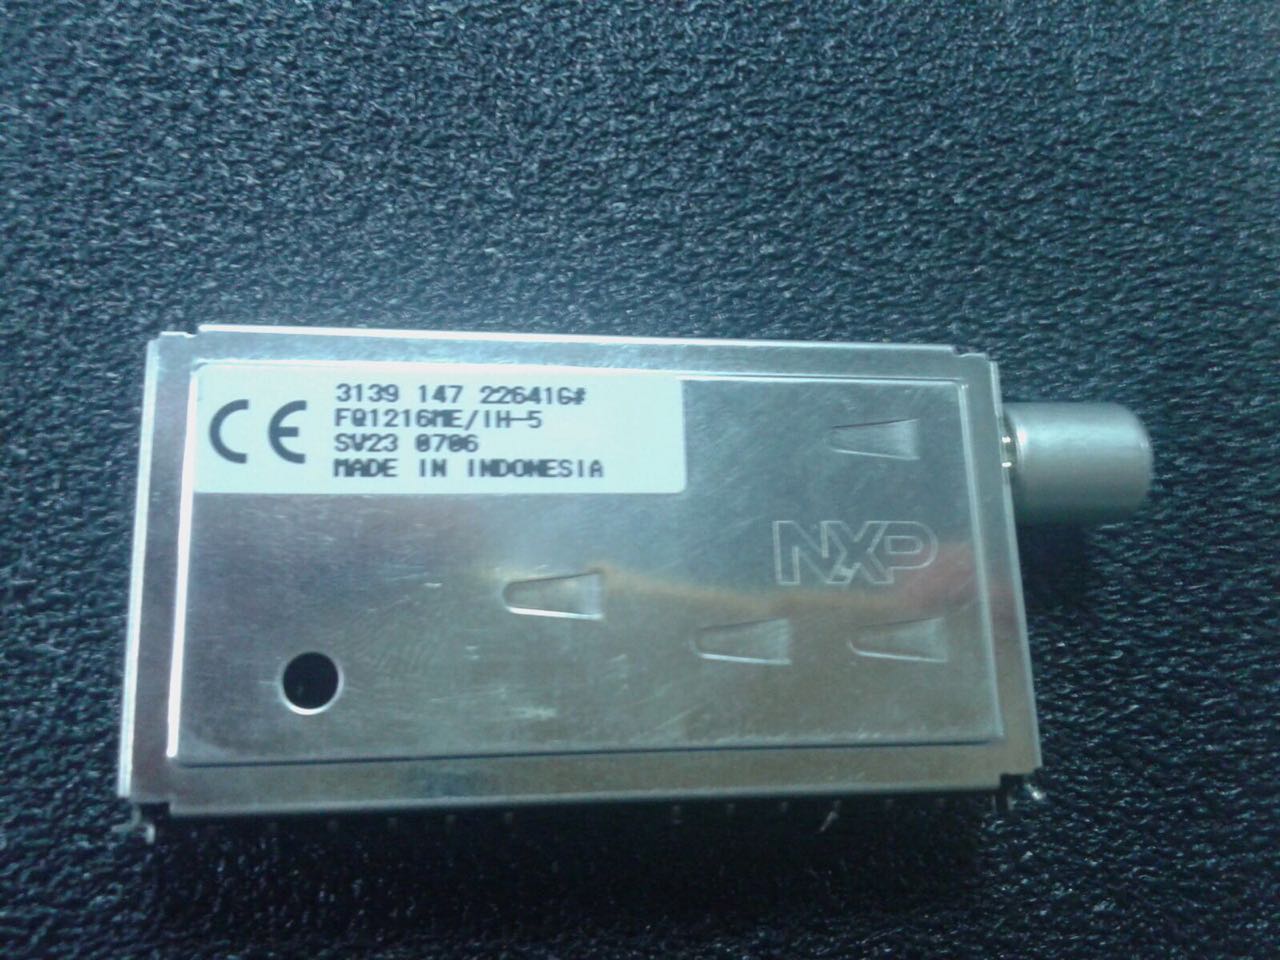 CE
3139 147 22641G#
FQ1216ME/IH-5
SV23 0706
MADE IN INDONESIA
NXP